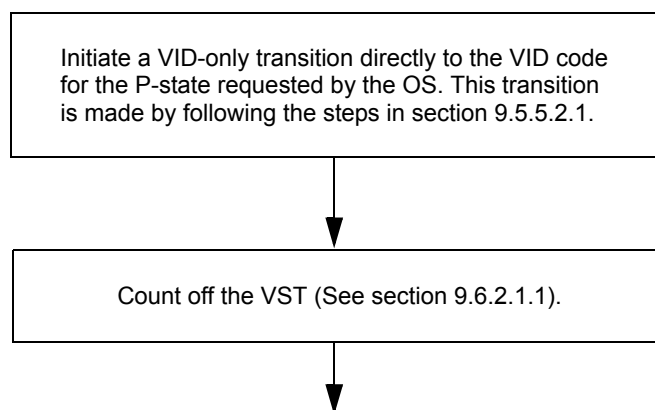 Initiate a VID-only transition directly to the VID code
for the P-state requested by the OS. This transition
is made by following the steps in section 9.5.5.2.1.
Count off the VST (See section 9.6.2.1.1).